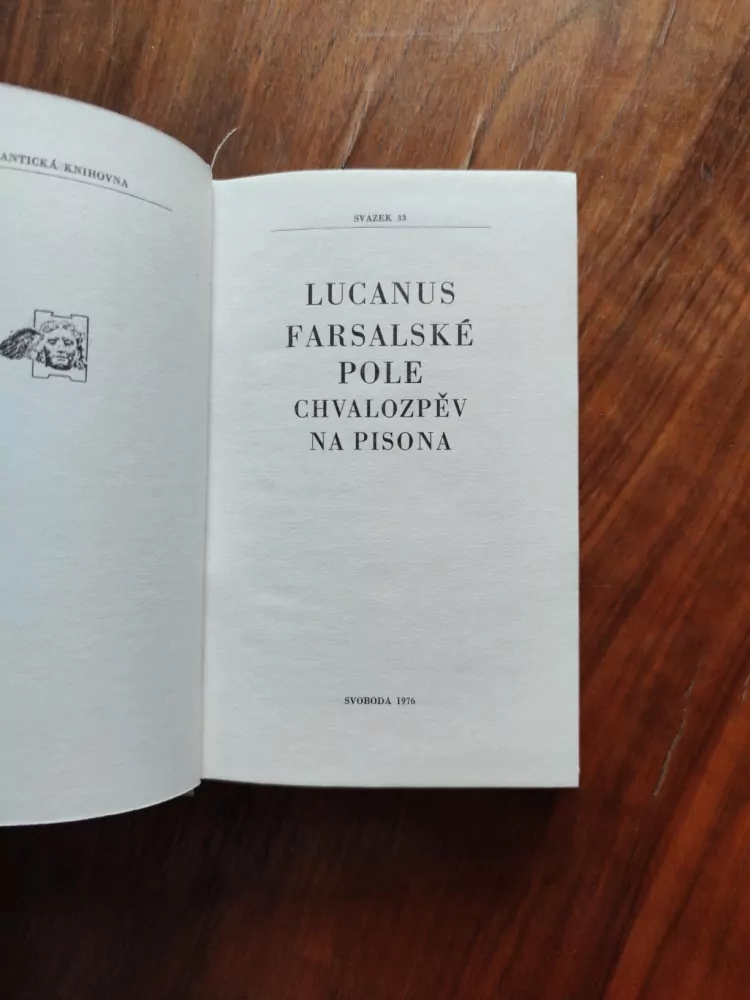 ANTICKÁ KNIHOVNA
SVAZEK 33
LUCANUS
FARSALSKÉ
POLE
CHVALOZPĚV
NA PISONA
SVOBODA 1976